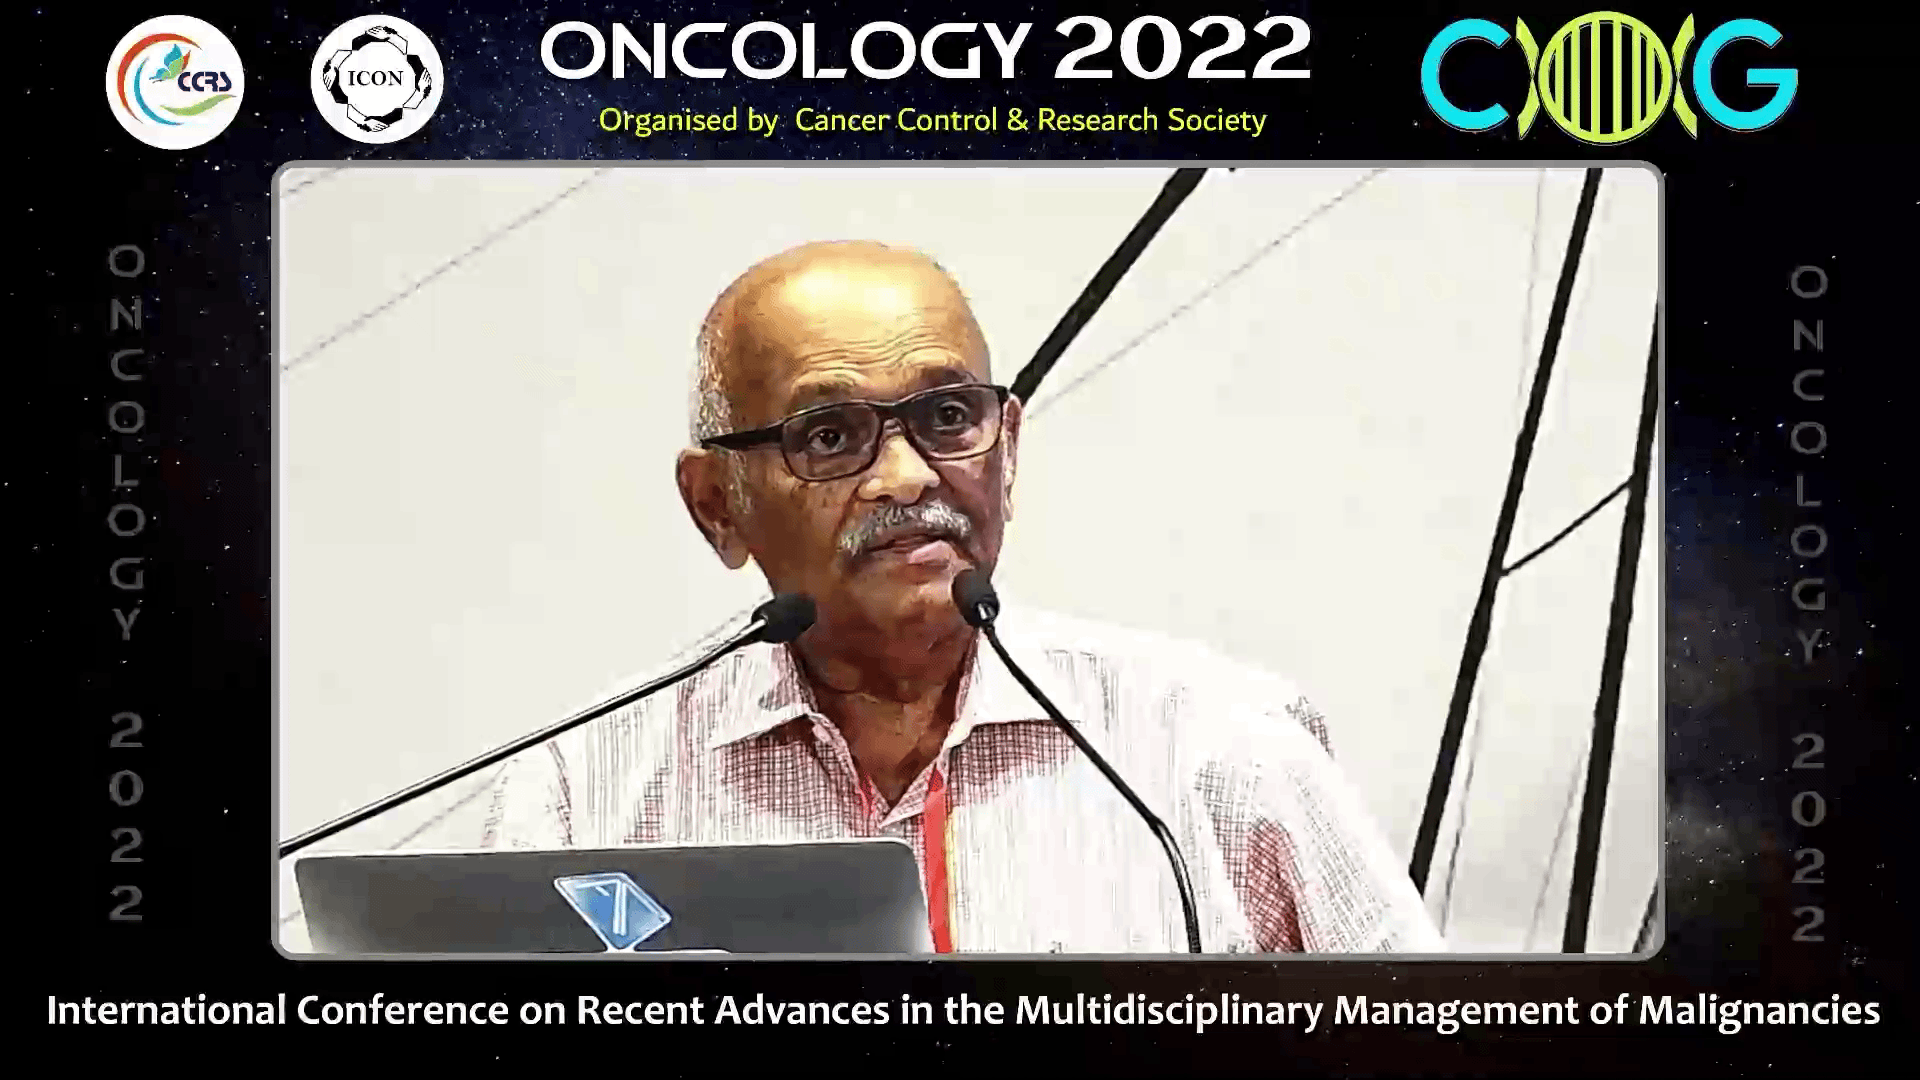 CCRS
ICON
ONCOLOGY 2022
Organised by Cancer Control & Research Society
ONCOLOGY 2022
ONCOLOGY 2022
International Conference on Recent Advances in the Multidisciplinary Management of Malignancies